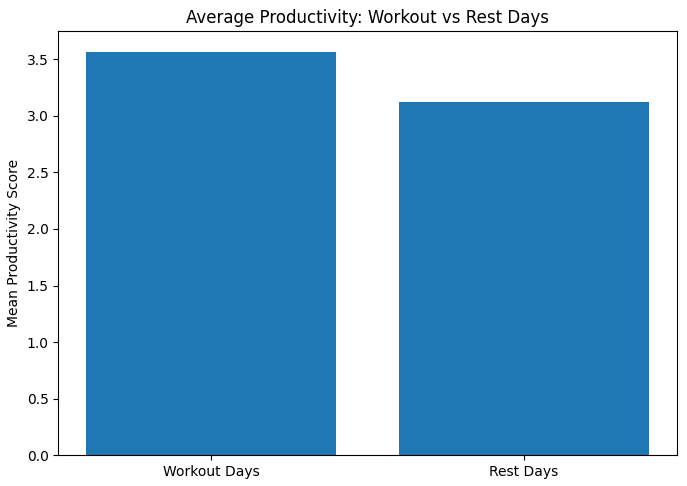 Average Productivity: Workout vs Rest Days
Mean Productivity Score
3.5
3.0
2.5
2.0
1.5
1.0
0.5
0.0
Workout Days
Rest Days